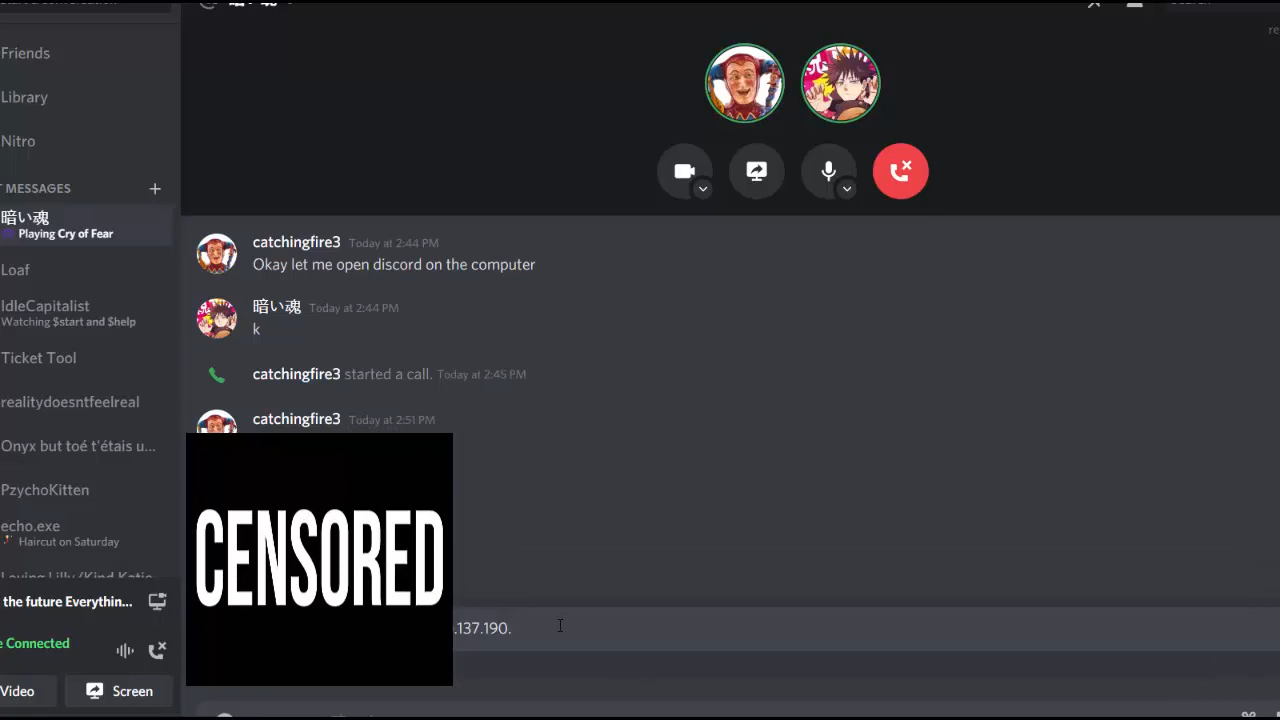 Friends
Library
Nitro
MESSAGES
暗い魂
Playing Cry of Fear
Loaf
IdleCapitalist
Watching $start and $help
Ticket Tool
realitydoesntfeelreal
Onyx but toé t'étais u...
PzychoKitten
echo.exe
Haircut on Saturday
the future Everythin...
Connected
Video
Screen
catchingfire3 Today at 2:44 PM
Okay let me open discord on the computer
暗い魂 Today at 2:44 PM
k
catchingfire3 started a call. Today at 2:45 PM
catchingfire3 Today at 2:51 PM
CENSORED
.137.190.